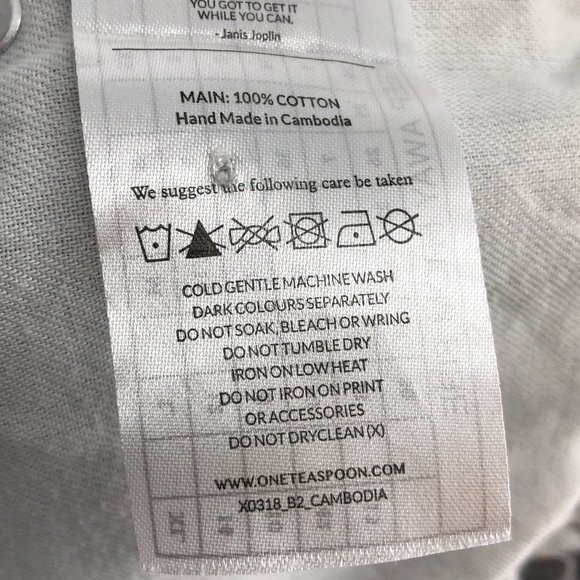 YOU GOT TO GET IT
WHILE YOU CAN.
- Janis Joplin
MAIN: 100% COTTON
Hand Made in Cambodia
We suggest the following care be taken
COLD GENTLE MACHINE WASH
DARK COLOURS SEPARATELY
DO NOT SOAK, BLEACH OR WRING
DO NOT TUMBLE DRY
IRON ON LOW HEAT
DO NOT IRON ON PRINT
OR ACCESSORIES
DO NOT DRYCLEAN (X)
WWW.ONETEASPOON.COM
X0318_B2_CAMBODIA